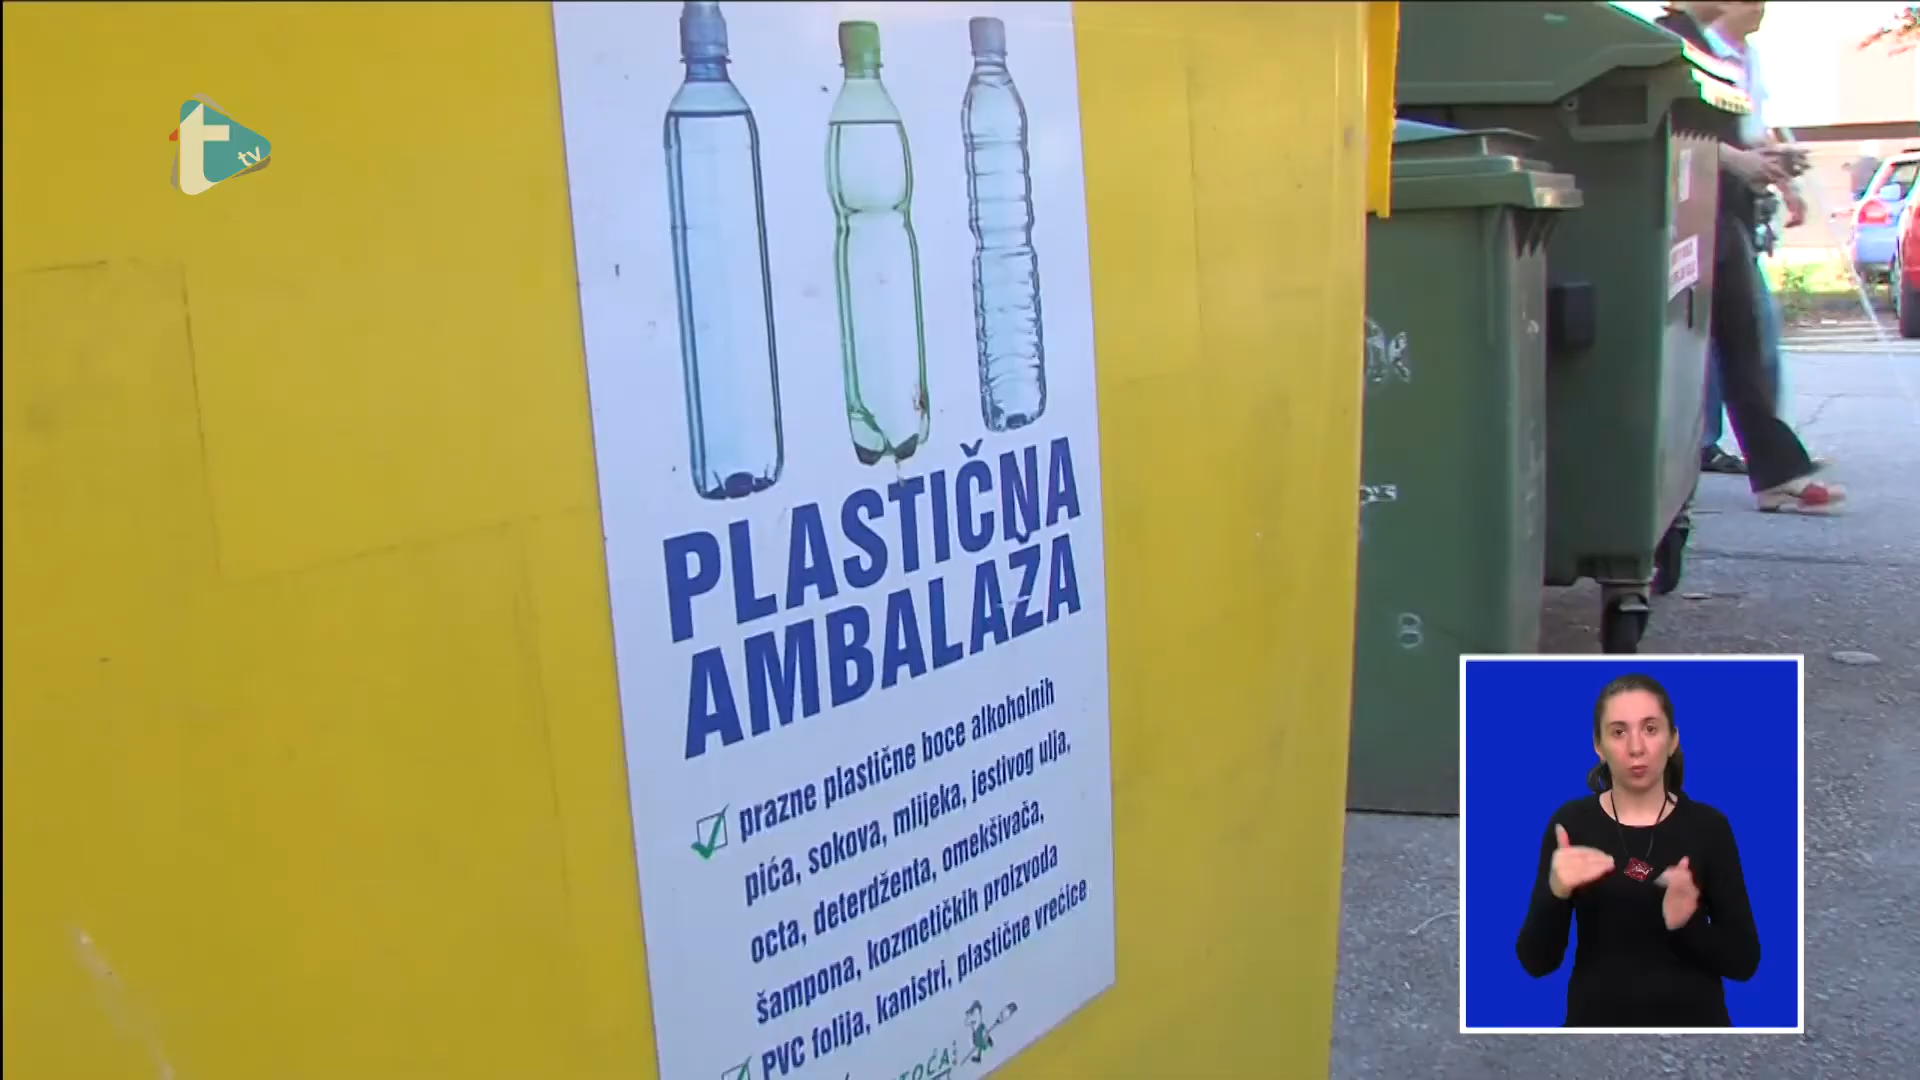 t tv
PLASTIČNA
AMBALAŽA
prazne plastične boce alkoholnih
pića, sokova, mlijeka, jestivog ulja,
octa, deterdženta, omekšivača,
šampona, kozmetičkih proizvoda
PVC folija, kanistri, plastične vrećice
8